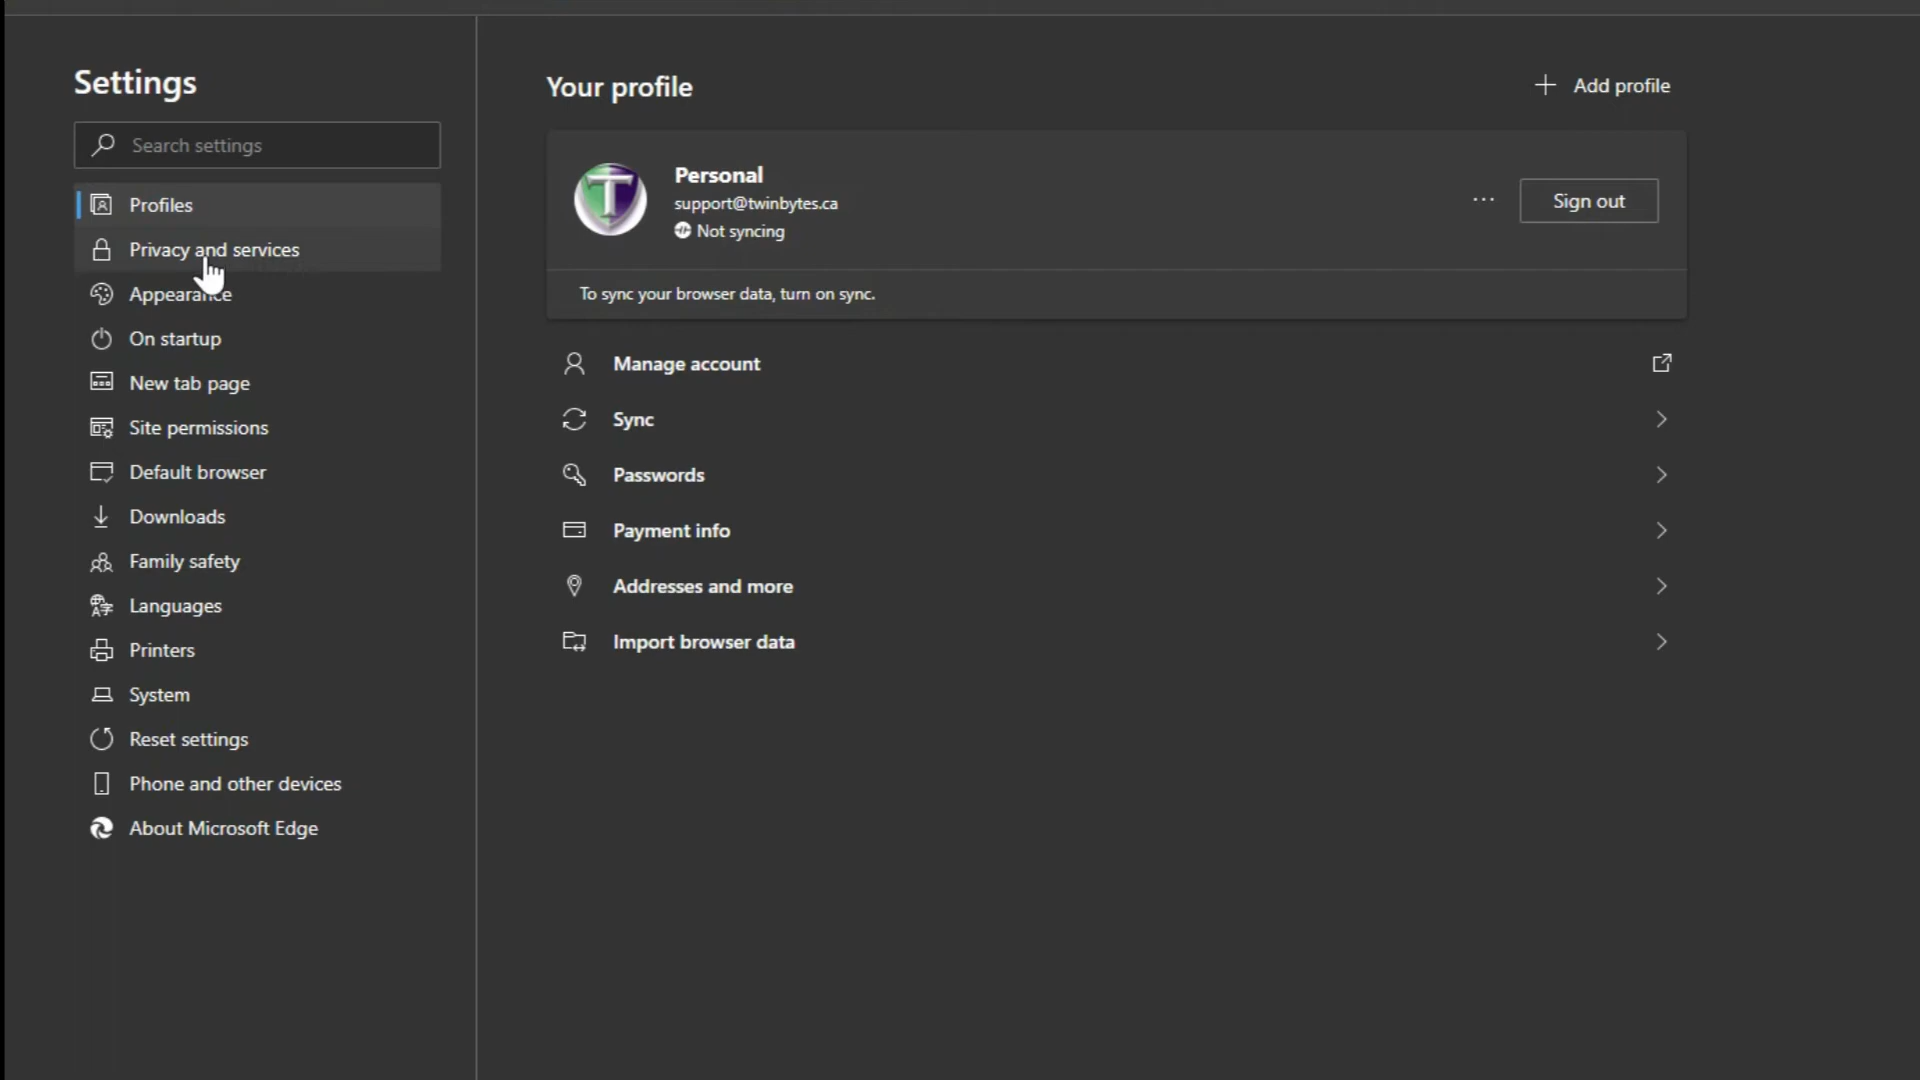 Settings
Search settings
Profiles
Privacy and services
Appearance
On startup
New tab page
Site permissions
Default browser
Downloads
Family safety
Languages
Printers
System
Reset settings
Phone and other devices
About Microsoft Edge
Your profile
Add profile
T
Personal
support@twinbytes.ca
Not syncing
Sign out
To sync your browser data, turn on sync.
Manage account
Sync
Passwords
Payment info
Addresses and more
Import browser data